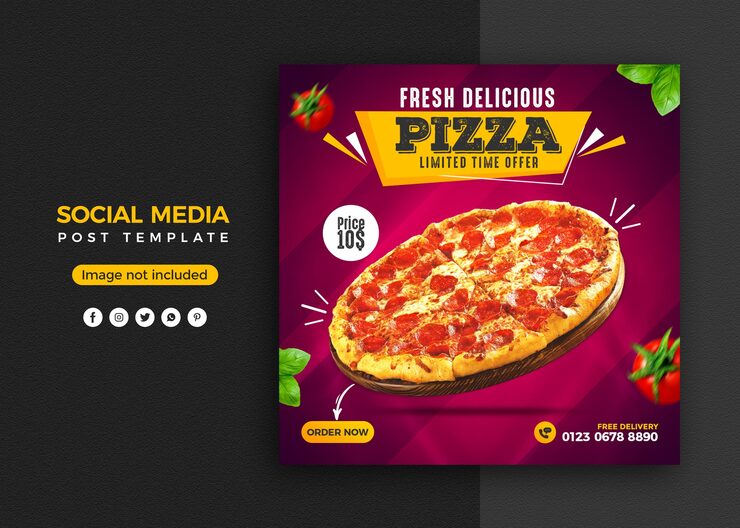 SOCIAL MEDIA
POST TEMPLATE
Image not included
FRESH DELICIOUS
PIZZA
LIMITED TIME OFFER
Price
10$
ORDER NOW
FREE DELIVERY
0123 0678 8890